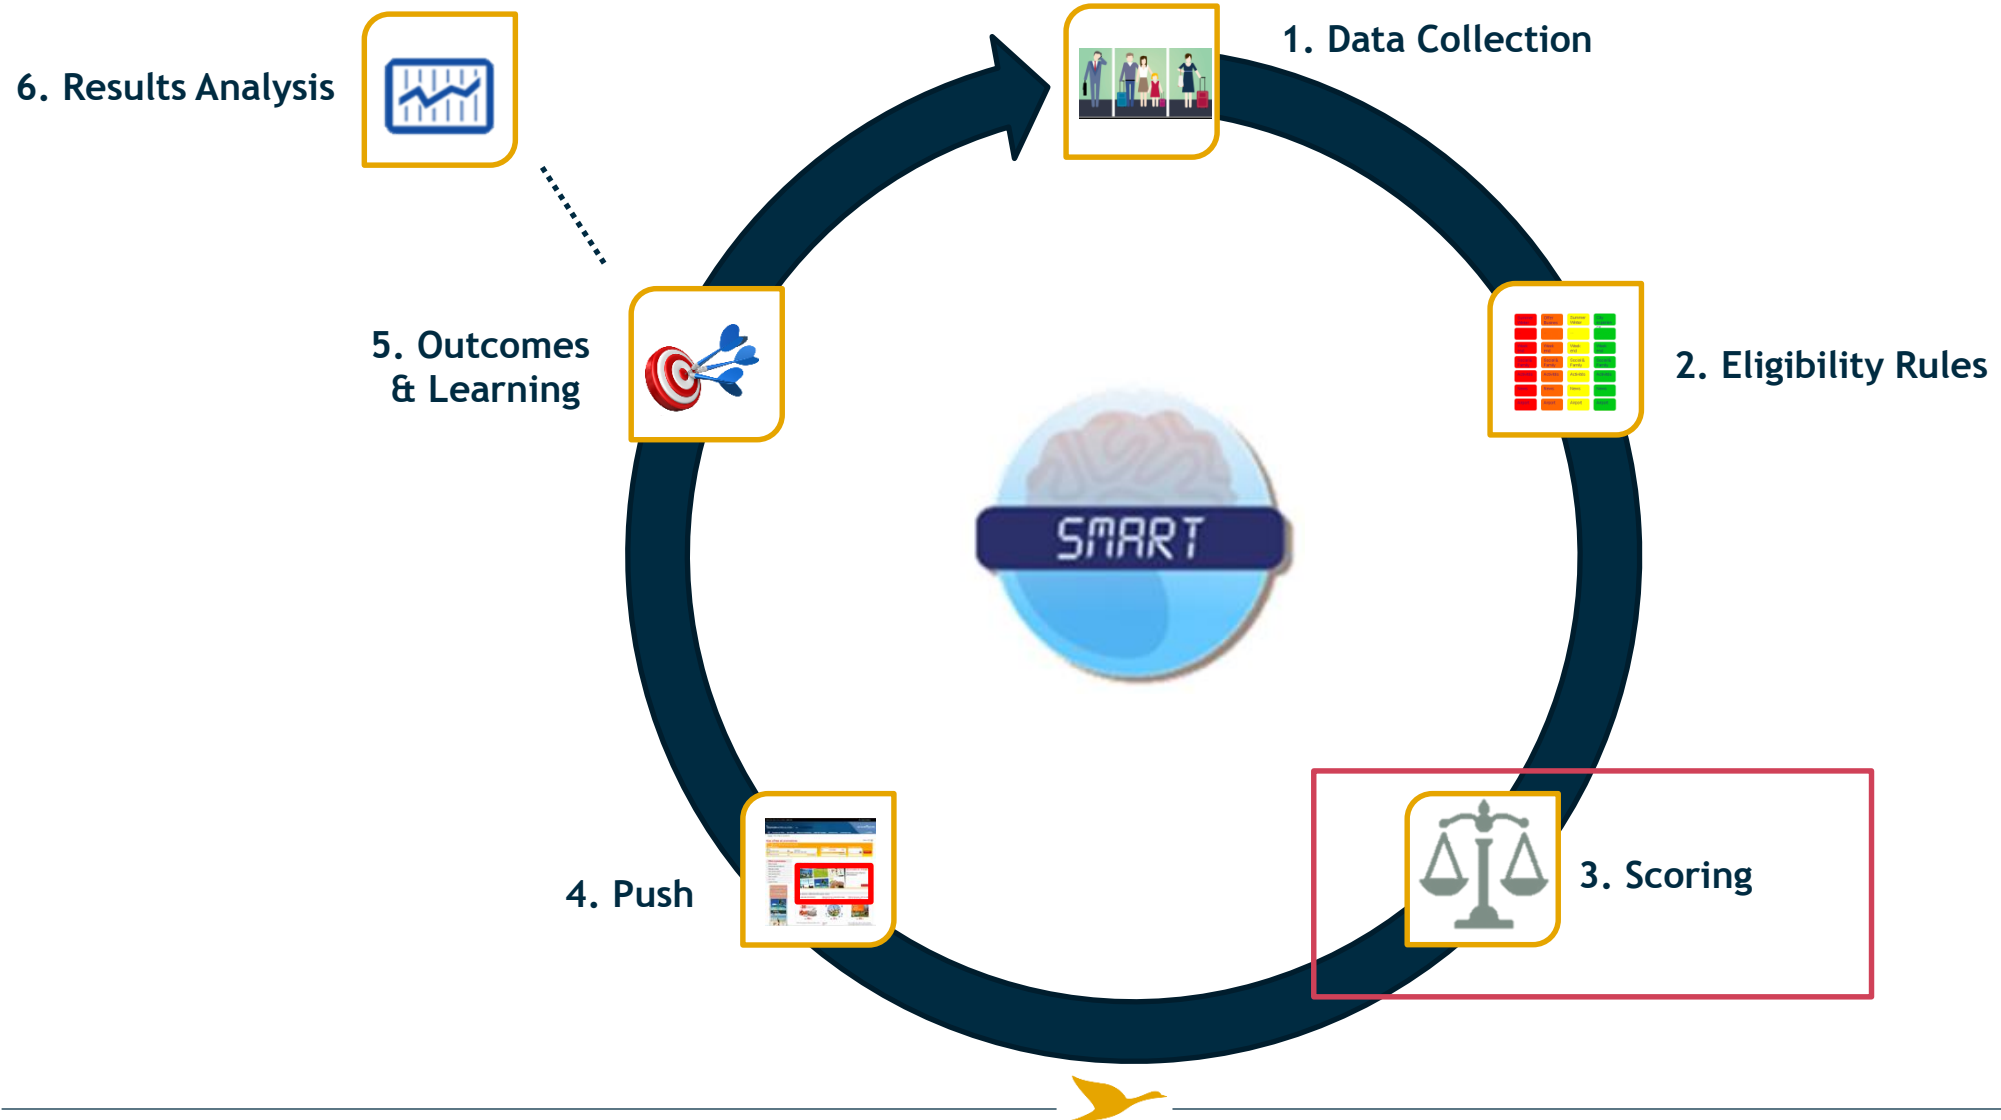 1. Data Collection
6. Results Analysis
2. Eligibility Rules
5. Outcomes
& Learning
SMART
3. Scoring
4. Push